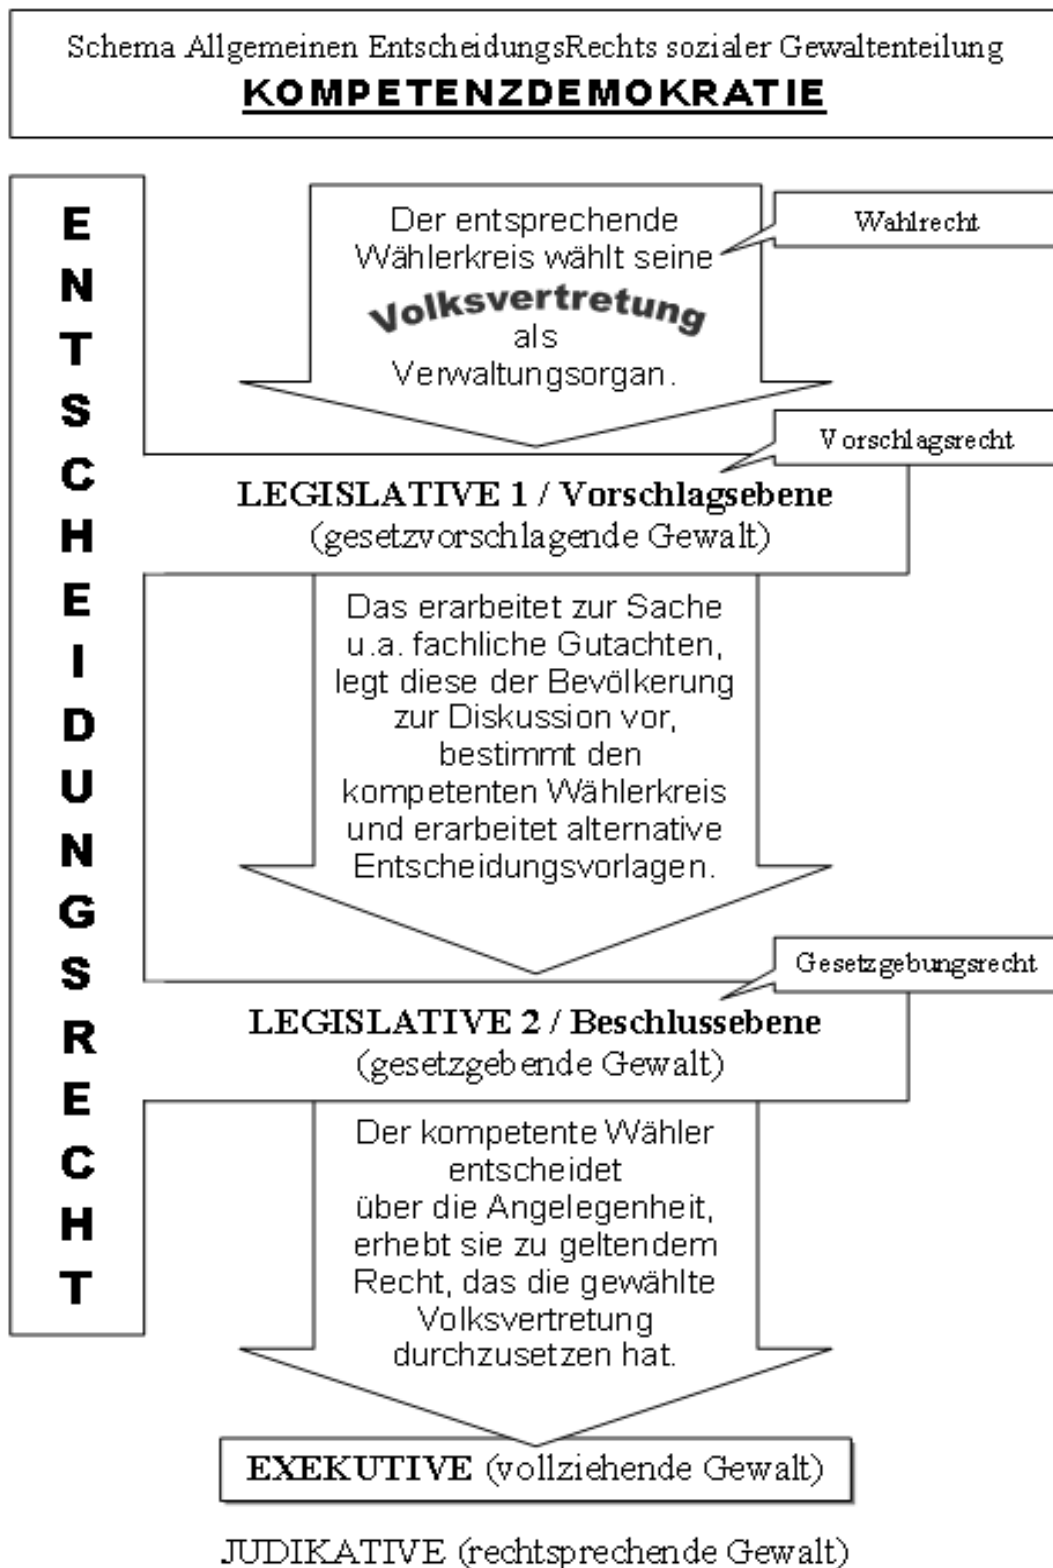 Schema Allgemeinen EntscheidungsRechts sozialer Gewaltenteilung
KOMPETENZDEMOKRATIE
ENTSCHEIDUNGSRECHT
Der entsprechende
Wählerkreis wählt seine
Volksvertretung
als
Verwaltungsorgan.
Wahlrecht
Vorschlagsrecht
LEGISLATIVE 1 / Vorschlagsebene
(gesetzvorschlagende Gewalt)
Das erarbeitet zur Sache
u.a. fachliche Gutachten,
legt diese der Bevölkerung
zur Diskussion vor,
bestimmt den
kompetenten Wählerkreis
und erarbeitet alternative
Entscheidungsvorlagen.
Gesetzgebungsrecht
LEGISLATIVE 2 / Beschlussebene
(gesetzgebende Gewalt)
Der kompetente Wähler
entscheidet
über die Angelegenheit,
erhebt sie zu geltendem
Recht, das die gewählte
Volksvertretung
durchzusetzen hat.
EXEKUTIVE (vollziehende Gewalt)
JUDIKATIVE (rechtsprechende Gewalt)